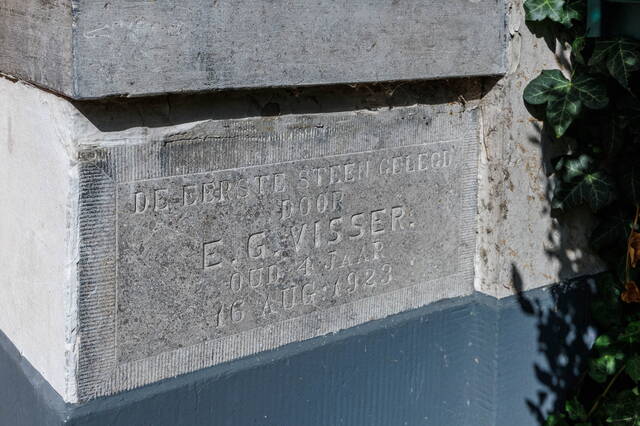 DE EERSTE STEEN GELEGD
DOOR
E. G. VISSER.
OUD 4 JAAR
16 AUG. 1923